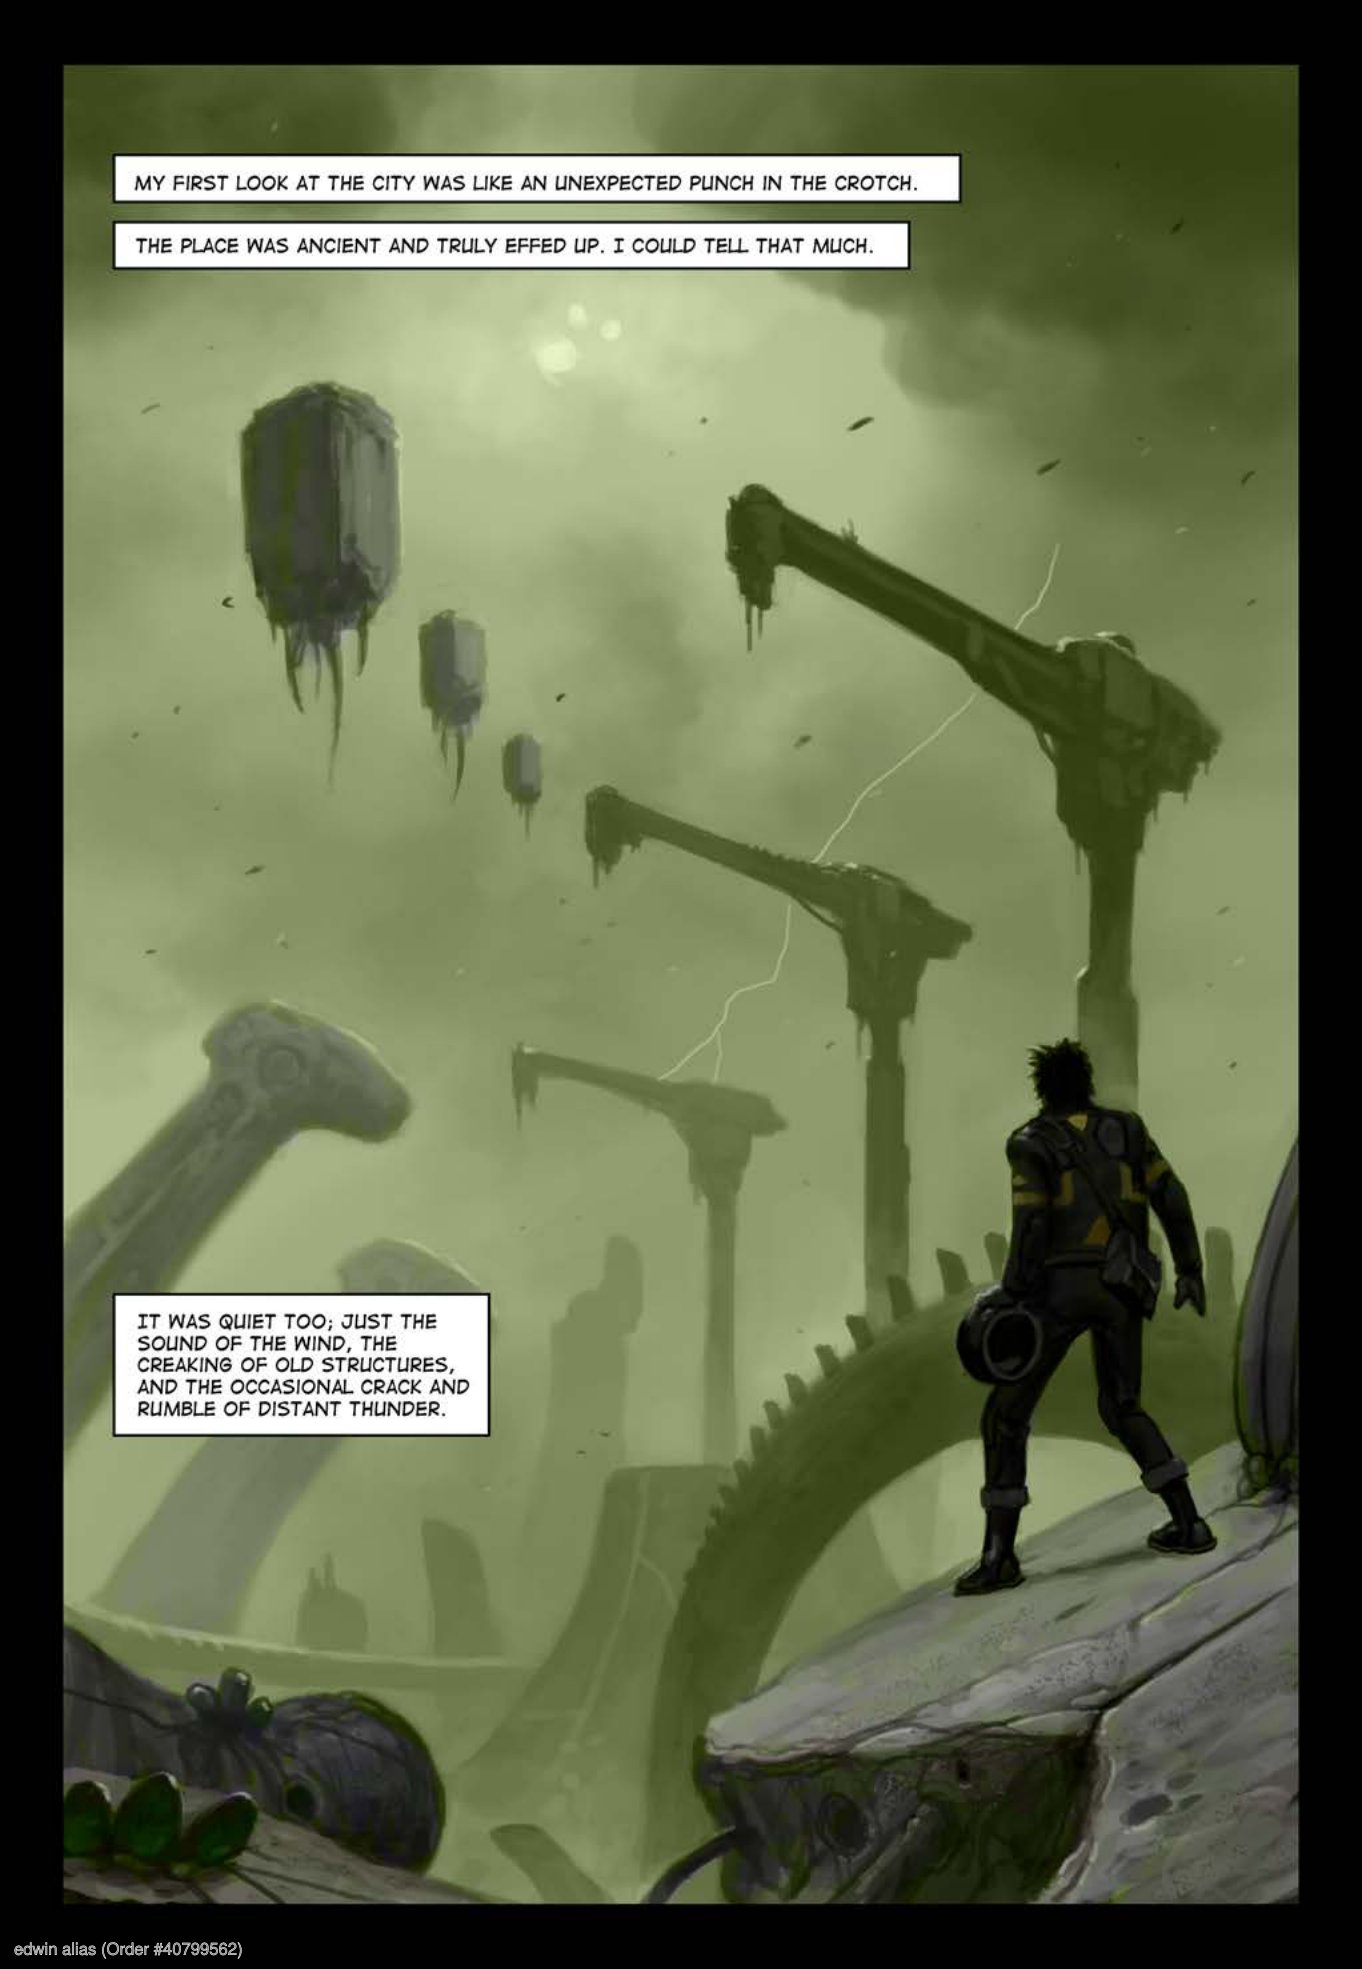 MY FIRST LOOK AT THE CITY WAS LIKE AN UNEXPECTED PUNCH IN THE CROTCH.
THE PLACE WAS ANCIENT AND TRULY EFFED UP. I COULD TELL THAT MUCH.
IT WAS QUIET TOO; JUST THE
SOUND OF THE WIND, THE
CREAKING OF OLD STRUCTURES,
AND THE OCCASIONAL CRACK AND
RUMBLE OF DISTANT THUNDER.
edwin alias (Order #40799562)